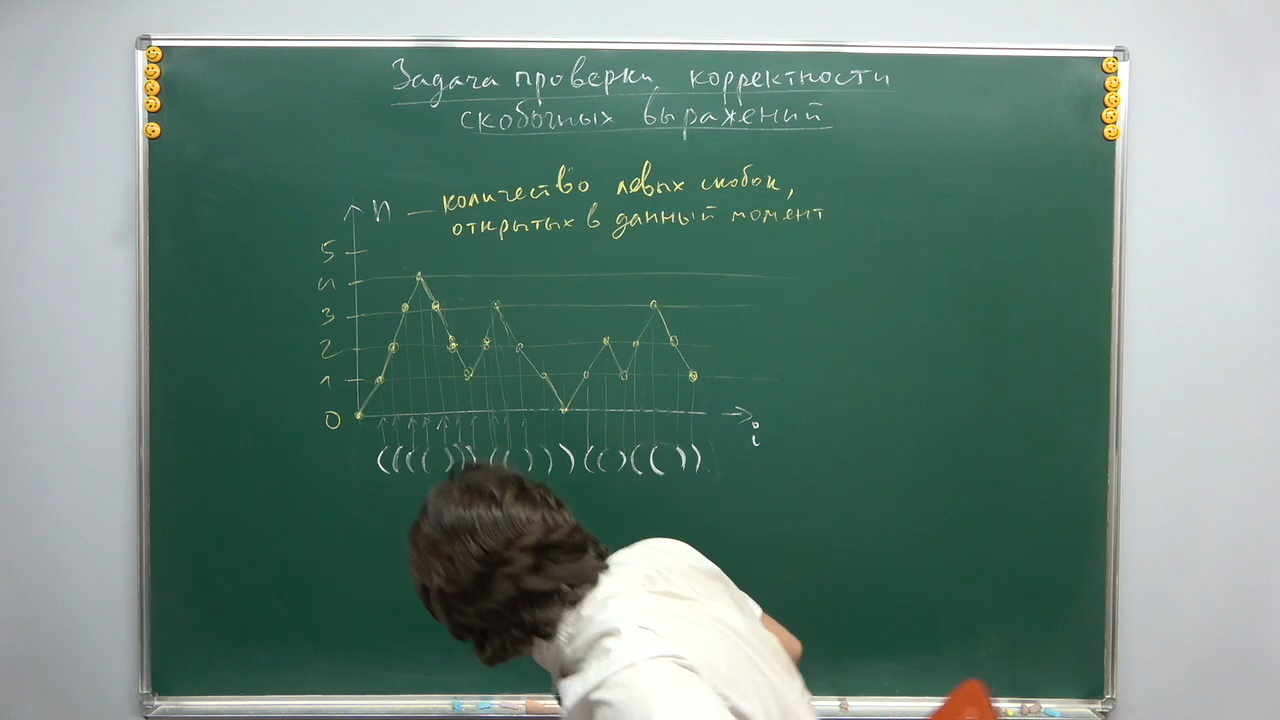 Задача проверки корректности
скобочных выражений
n — количество левых скобок,
открытых в данный момент
5
4
3
2
1
0
i